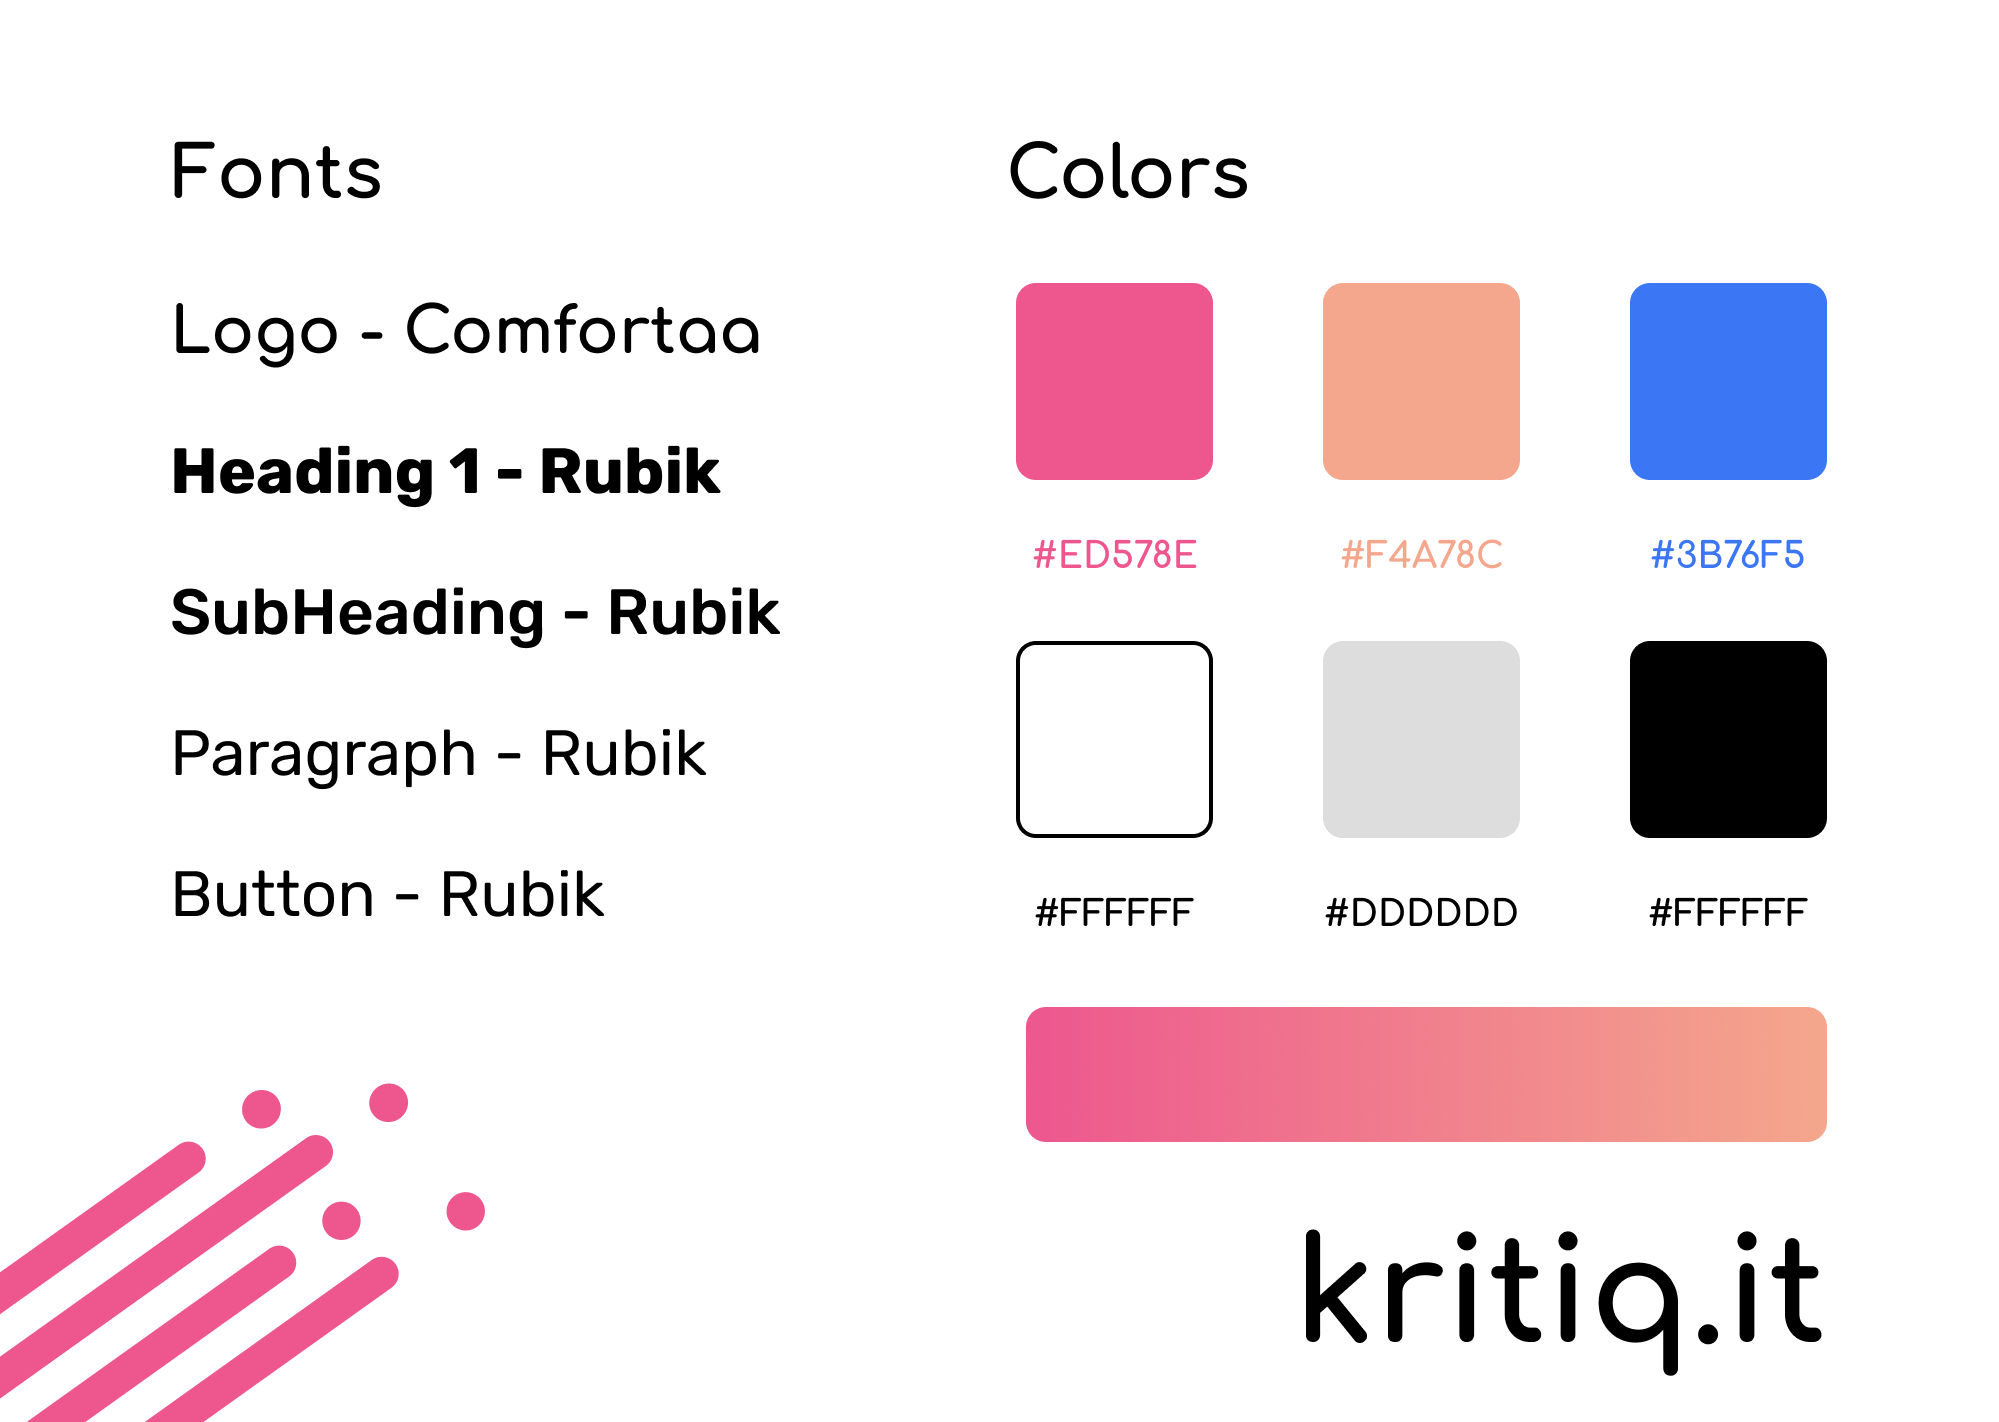 Fonts
Logo - Comfortaa
Heading 1 - Rubik
SubHeading - Rubik
Paragraph - Rubik
Button - Rubik
Colors
#ED578E #F4A78C #3B76F5
#FFFFFF #DDDDDD #FFFFFF
kritiq.it